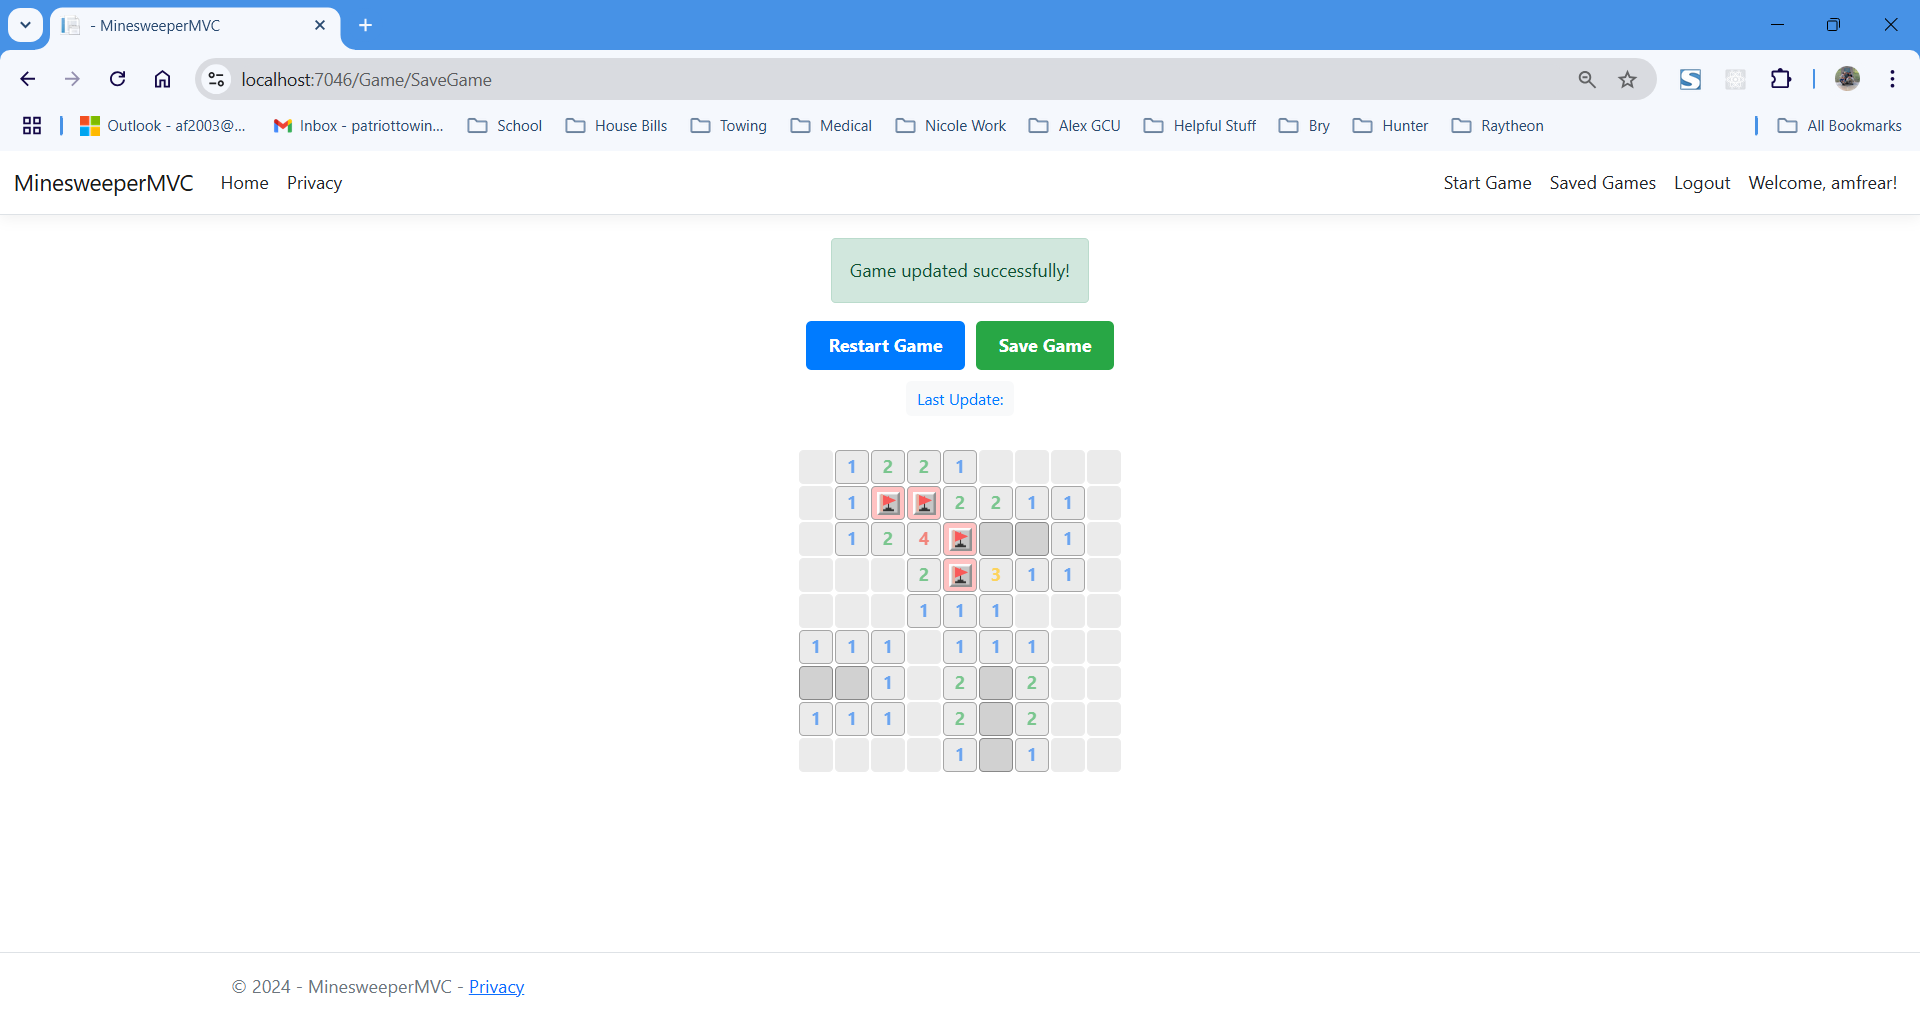 - MinesweeperMVC
localhost:7046/Game/SaveGame
Outlook - af2003@... Inbox - patriottowin... School House Bills Towing Medical Nicole Work Alex GCU Helpful Stuff Bry Hunter Raytheon All Bookmarks
MinesweeperMVC Home Privacy Start Game Saved Games Logout Welcome, amfrear!
Game updated successfully!
Restart Game Save Game
Last Update:
1 2 2 1
1 2 2 1 1
1 2 4 1
2 3 1 1
1 1 1
1 1 1 1 1 1
1 2 2
1 1 1 2 2
1 1
© 2024 - MinesweeperMVC - Privacy